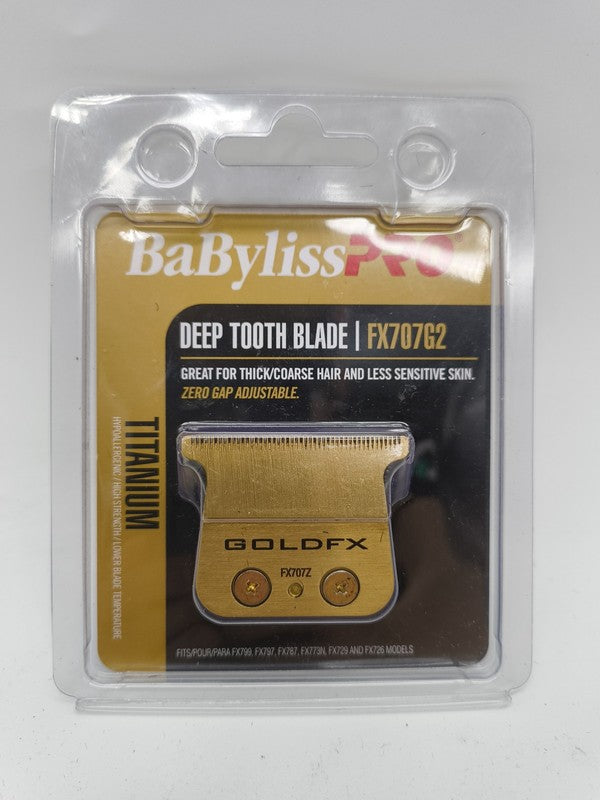 BaBylissPRO®
DEEP TOOTH BLADE | FX707G2
GREAT FOR THICK/COARSE HAIR AND LESS SENSITIVE SKIN.
ZERO GAP ADJUSTABLE.
TITANIUM
HYPOALLERGENIC / HIGH STRENGTH / LOWER BLADE TEMPERATURE
GOLDFX
FX707Z
FITS/POUR/PARA FX799, FX797, FX787, FX773N, FX729 AND FX726 MODELS